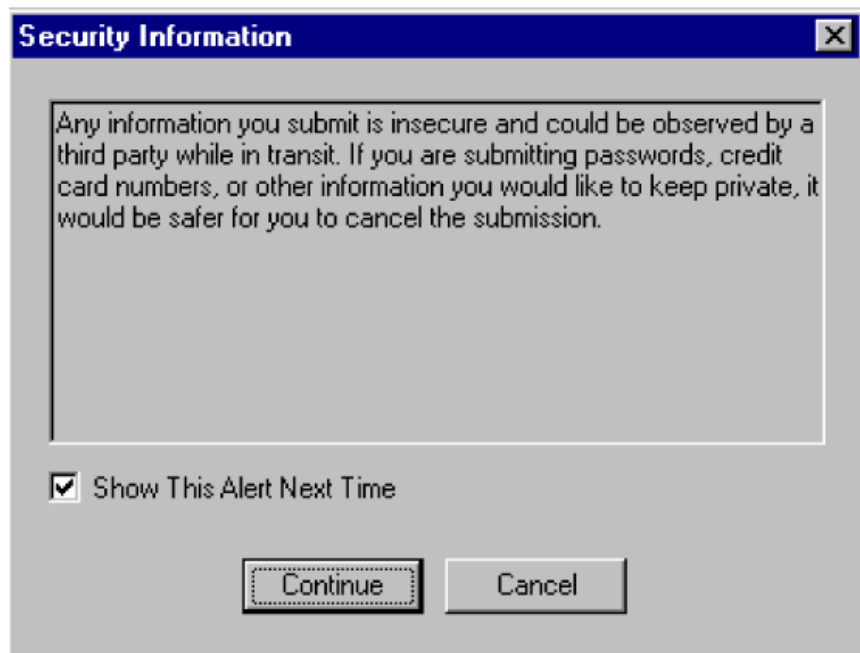 Security Information
Any information you submit is insecure and could be observed by a
third party while in transit. If you are submitting passwords, credit
card numbers, or other information you would like to keep private, it
would be safer for you to cancel the submission.
Show This Alert Next Time
Continue Cancel